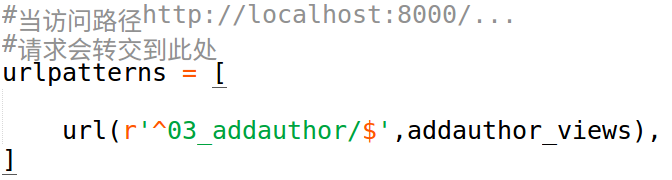 #当访问路径http://localhost:8000/...
#请求会转交到此处
urlpatterns = [
url(r'^03_addauthor/$',addauthor_views),
]